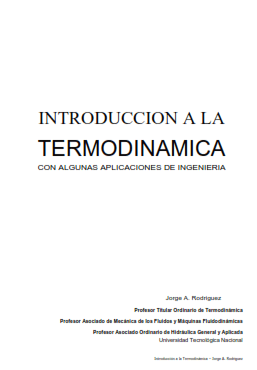 INTRODUCCION A LA
TERMODINAMICA
CON ALGUNAS APLICACIONES DE INGENIERIA
Jorge A. Rodríguez
Profesor Titular Ordinario de Termodinámica
Profesor Asociado de Mecánica de los Fluidos y Máquinas Fluidodinámicas
Profesor Asociado Ordinario de Hidráulica General y Aplicada
Universidad Tecnológica Nacional
Introducción a la Termodinámica – Jorge A. Rodríguez